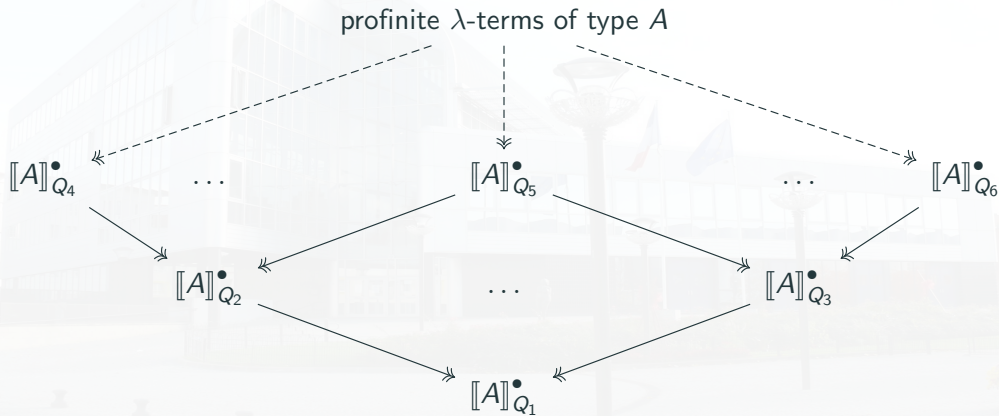 profinite λ-terms of type A
⟦A⟧•Q4 ... ⟦A⟧•Q5 ... ⟦A⟧•Q6
⟦A⟧•Q2 ... ⟦A⟧•Q3
⟦A⟧•Q1